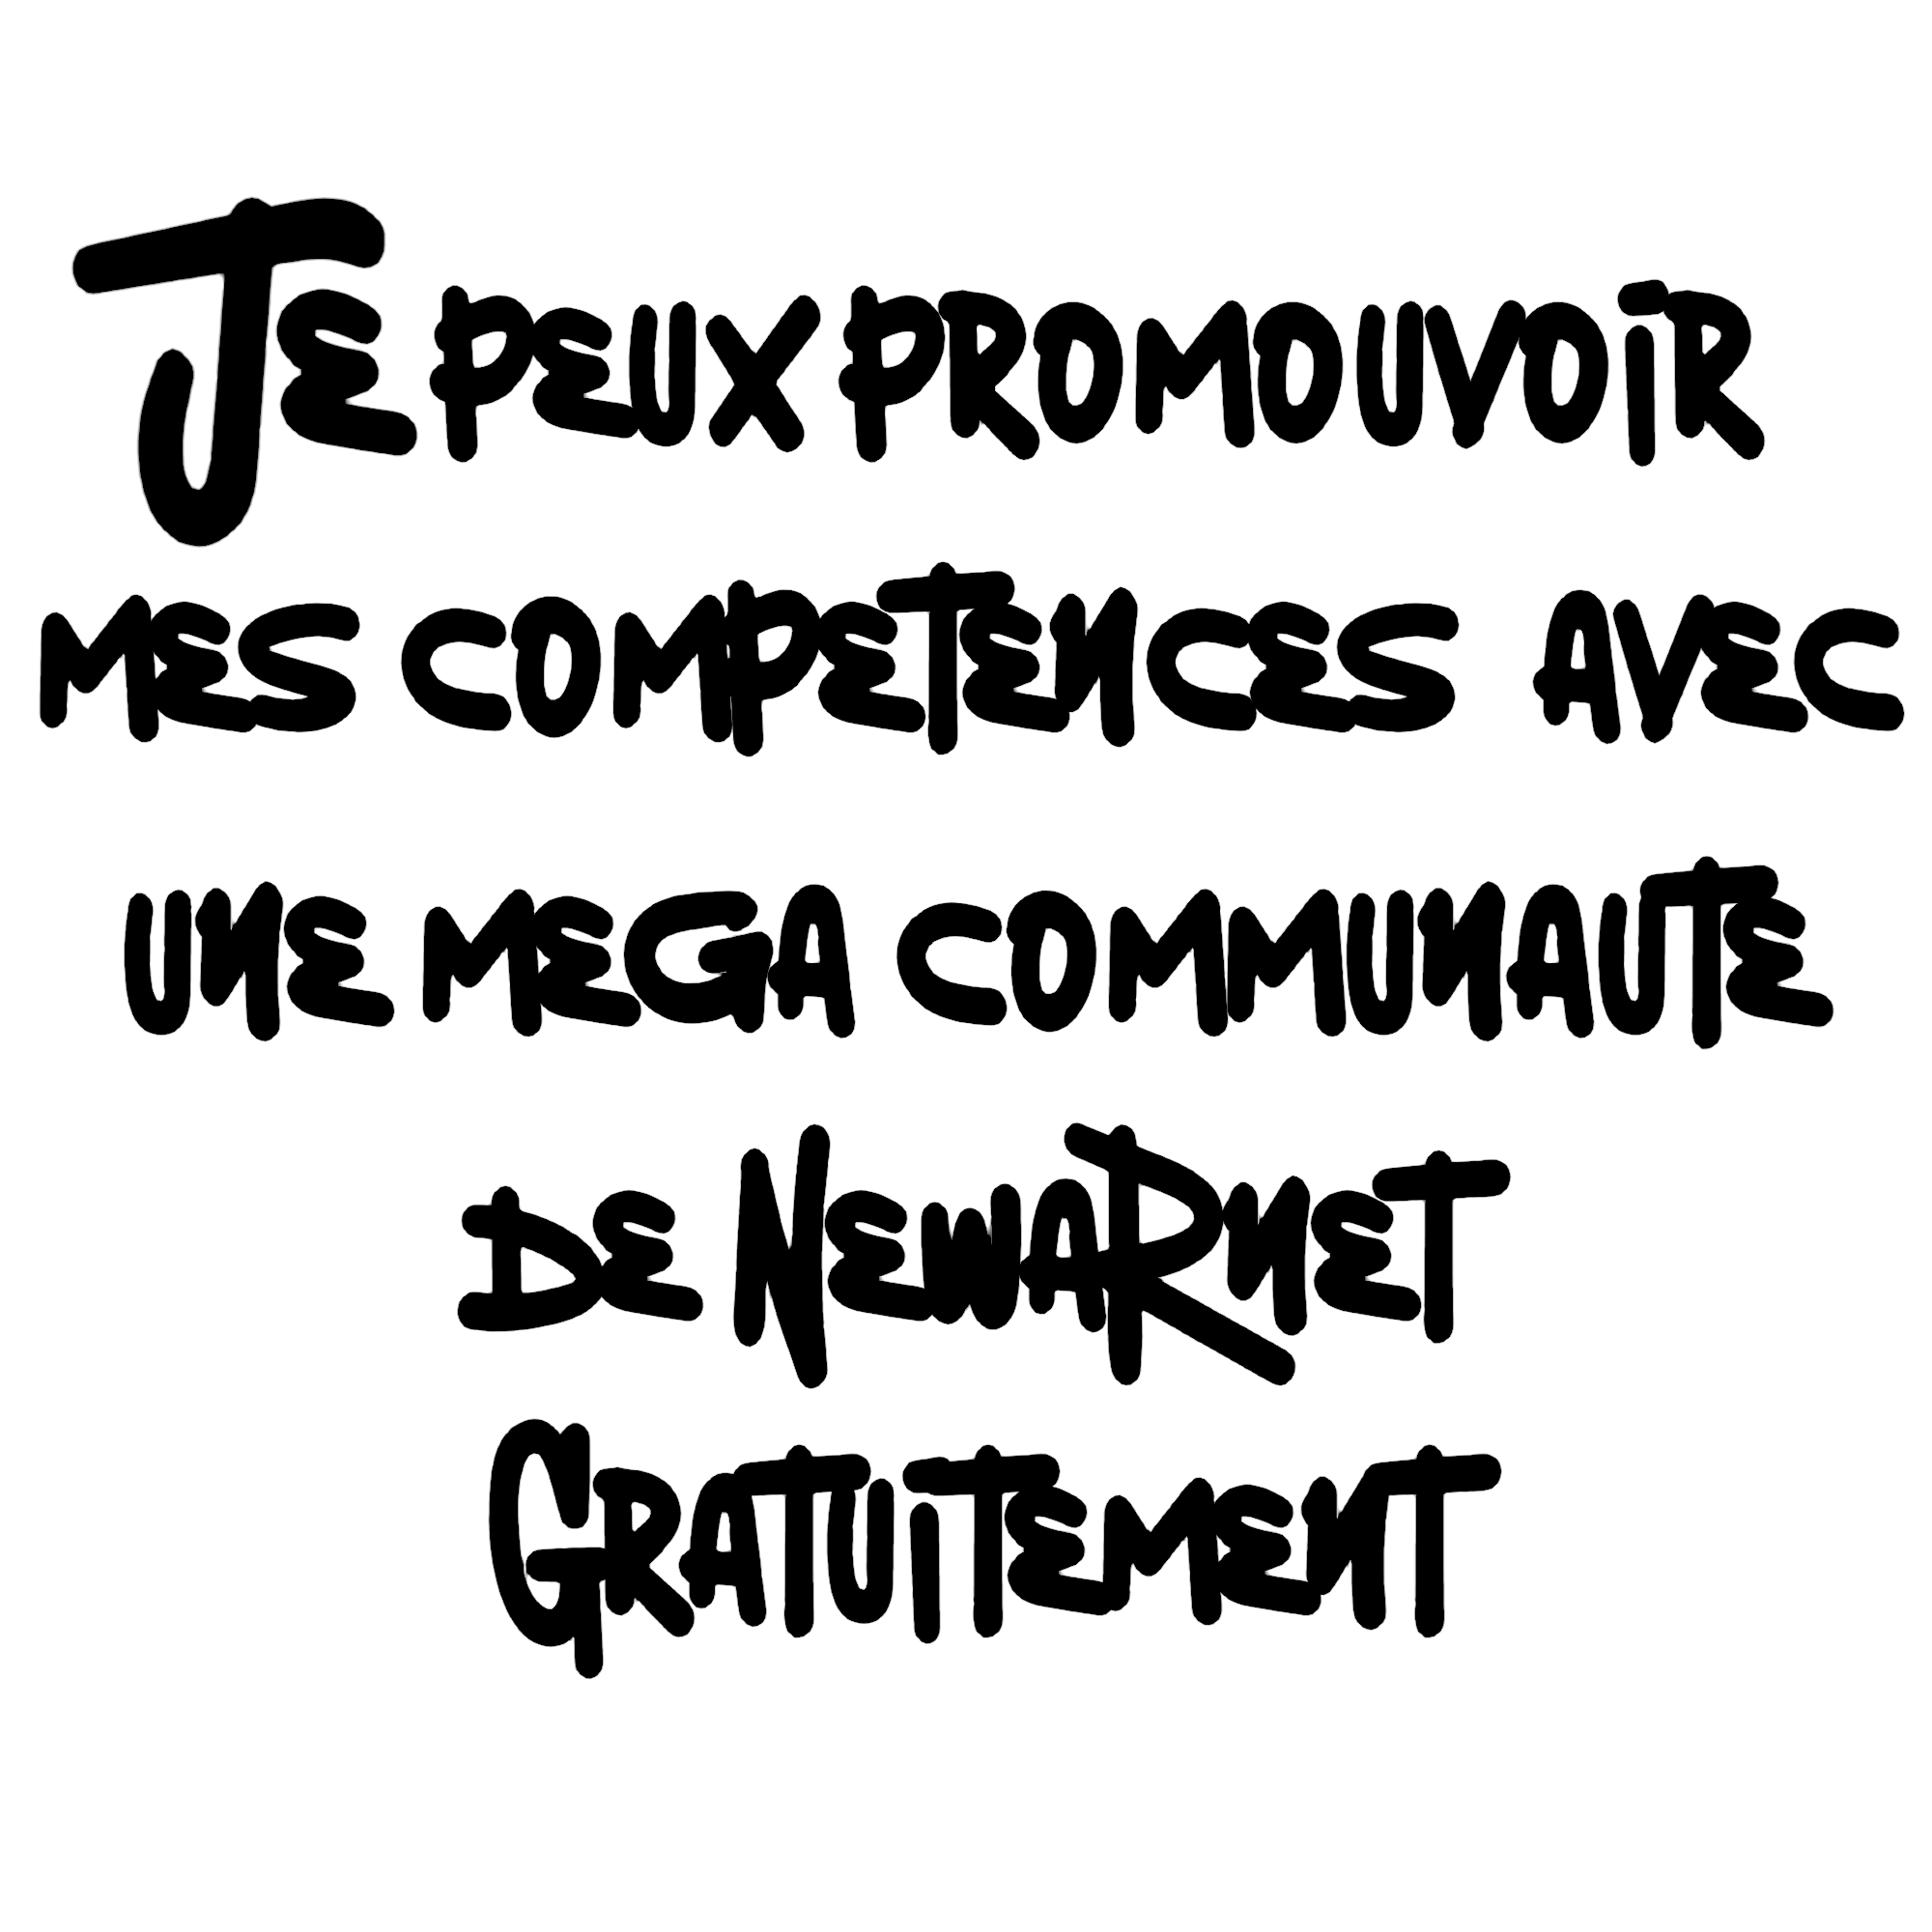 Je peux promouvoir
mes competences avec
une mega communaute
de NewaRnet
Gratuitement